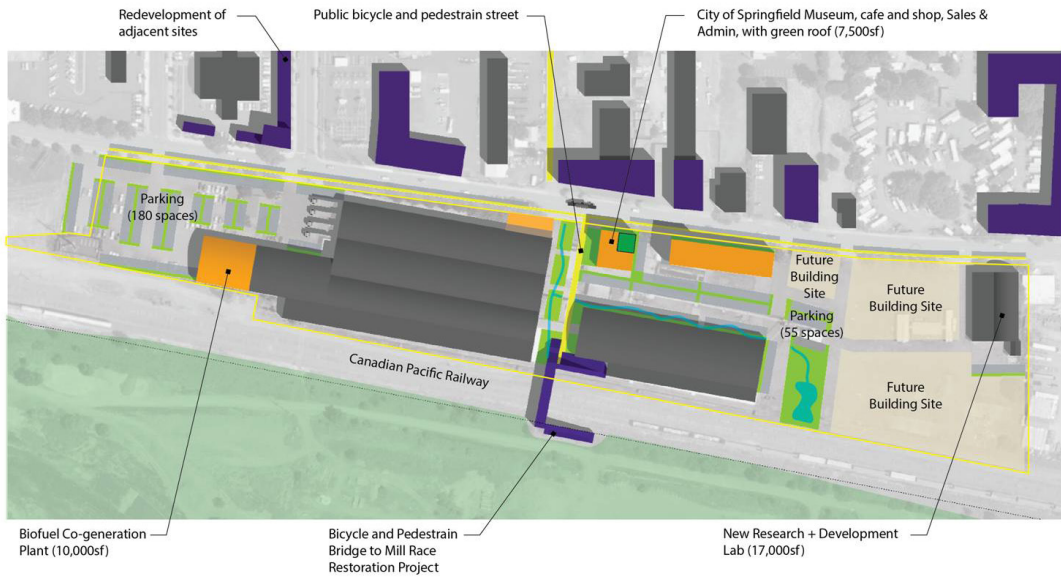 Redevelopment of
adjacent sites
Public bicycle and pedestrain street
City of Springfield Museum, cafe and shop, Sales &
Admin, with green roof (7,500sf)
Parking
(180 spaces)
Future
Building
Site
Future
Building Site
Parking
(55 spaces)
Canadian Pacific Railway
Future
Building Site
Biofuel Co-generation
Plant (10,000sf)
Bicycle and Pedestrain
Bridge to Mill Race
Restoration Project
New Research + Development
Lab (17,000sf)